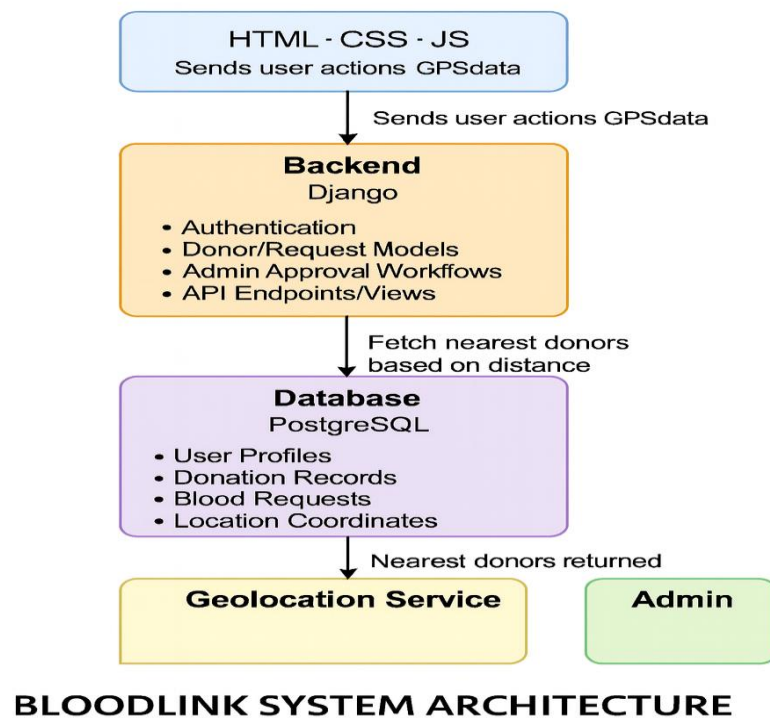 HTML - CSS - JS
Sends user actions GPSdata
Sends user actions GPSdata
Backend
Django
• Authentication
• Donor/Request Models
• Admin Approval Workffows
• API Endpoints/Views
Fetch nearest donors
based on distance
Database
PostgreSQL
• User Profiles
• Donation Records
• Blood Requests
• Location Coordinates
Nearest donors returned
Geolocation Service
Admin
BLOODLINK SYSTEM ARCHITECTURE